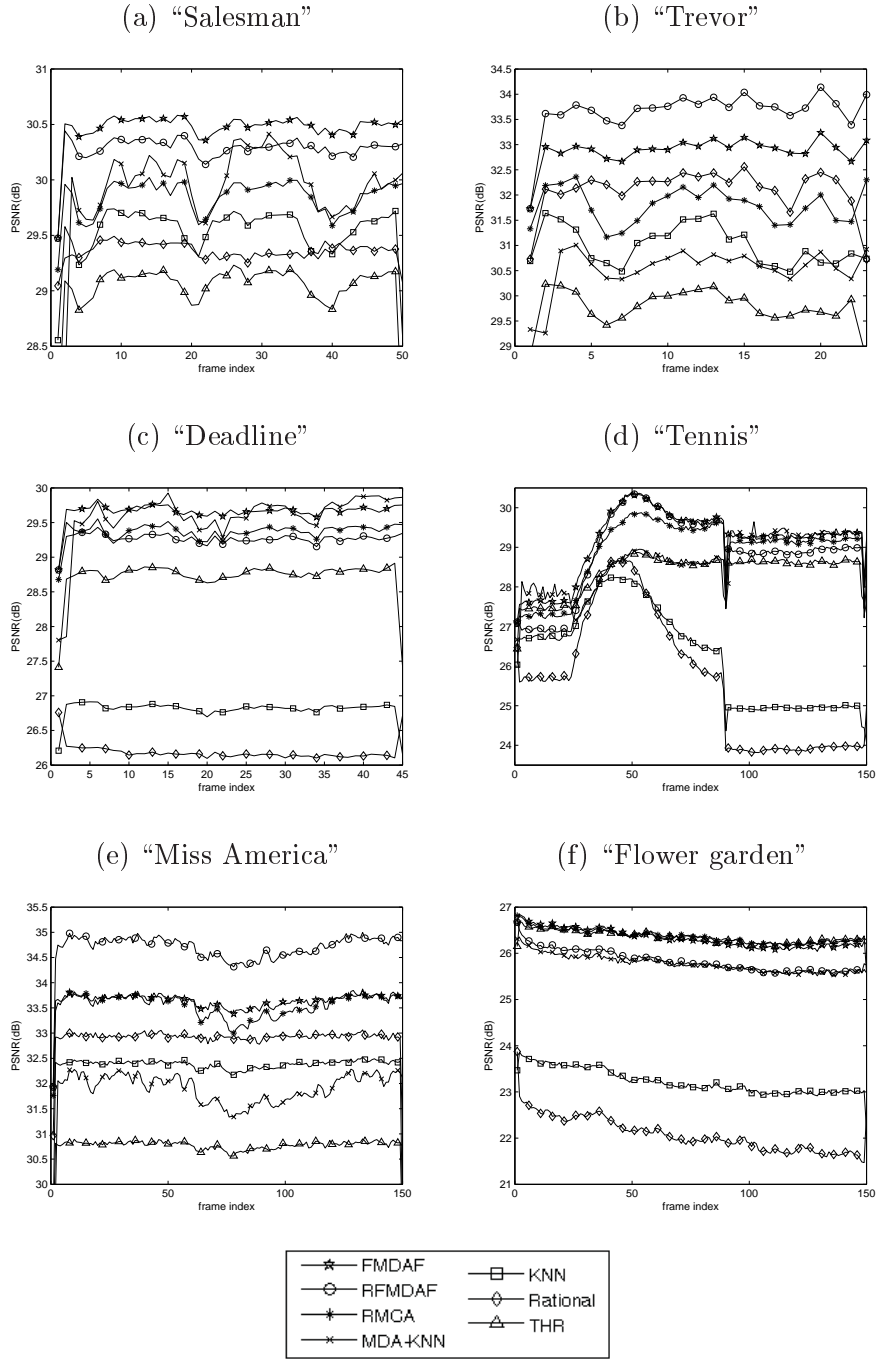 (a) “Salesman”
(b) “Trevor”
31
30.5
30
29.5
29
28.5
PSNR(dB)
0 10 20 30 40 50
frame index
34.5
34
33.5
33
32.5
32
31.5
31
30.5
30
29.5
29
PSNR(dB)
0 5 10 15 20
frame index
(c) “Deadline”
(d) “Tennis”
30
29.5
29
28.5
28
27.5
27
26.5
26
PSNR(dB)
0 5 10 15 20 25 30 35 40 45
frame index
30
29
28
27
26
25
24
PSNR(dB)
0 50 100 150
frame index
(e) “Miss America”
(f) “Flower garden”
35.5
35
34.5
34
33.5
33
32.5
32
31.5
31
30.5
30
PSNR(dB)
0 50 100 150
frame index
27
26
25
24
23
22
21
PSNR(dB)
0 50 100 150
frame index
FMDAF
RFMDAF
RMCA
MDA-KNN
KNN
Rational
THR